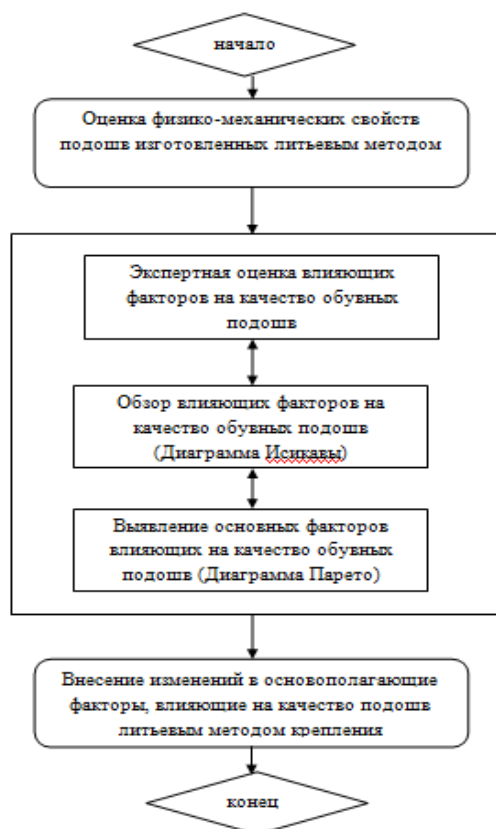 начало
Оценка физико-механических свойств
подошв изготовленных литьевым методом
Экспертная оценка влияющих
факторов на качество обувных
подошв
Обзор влияющих факторов на
качество обувных подошв
(Диаграмма Исикавы)
Выявление основных факторов
влияющих на качество обувных
подошв (Диаграмма Парето)
Внесение изменений в основополагающие
факторы, влияющие на качество подошв
литьевым методом крепления
конец